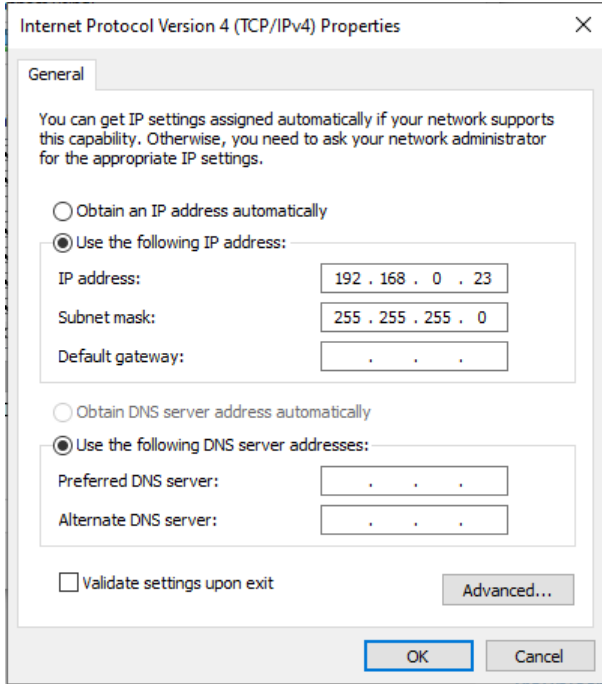 Internet Protocol Version 4 (TCP/IPv4) Properties
General
You can get IP settings assigned automatically if your network supports
this capability. Otherwise, you need to ask your network administrator
for the appropriate IP settings.
Obtain an IP address automatically
Use the following IP address:
IP address: 192 . 168 . 0 . 23
Subnet mask: 255 . 255 . 255 . 0
Default gateway: . . .
Obtain DNS server address automatically
Use the following DNS server addresses:
Preferred DNS server: . . .
Alternate DNS server: . . .
Validate settings upon exit
Advanced...
OK Cancel